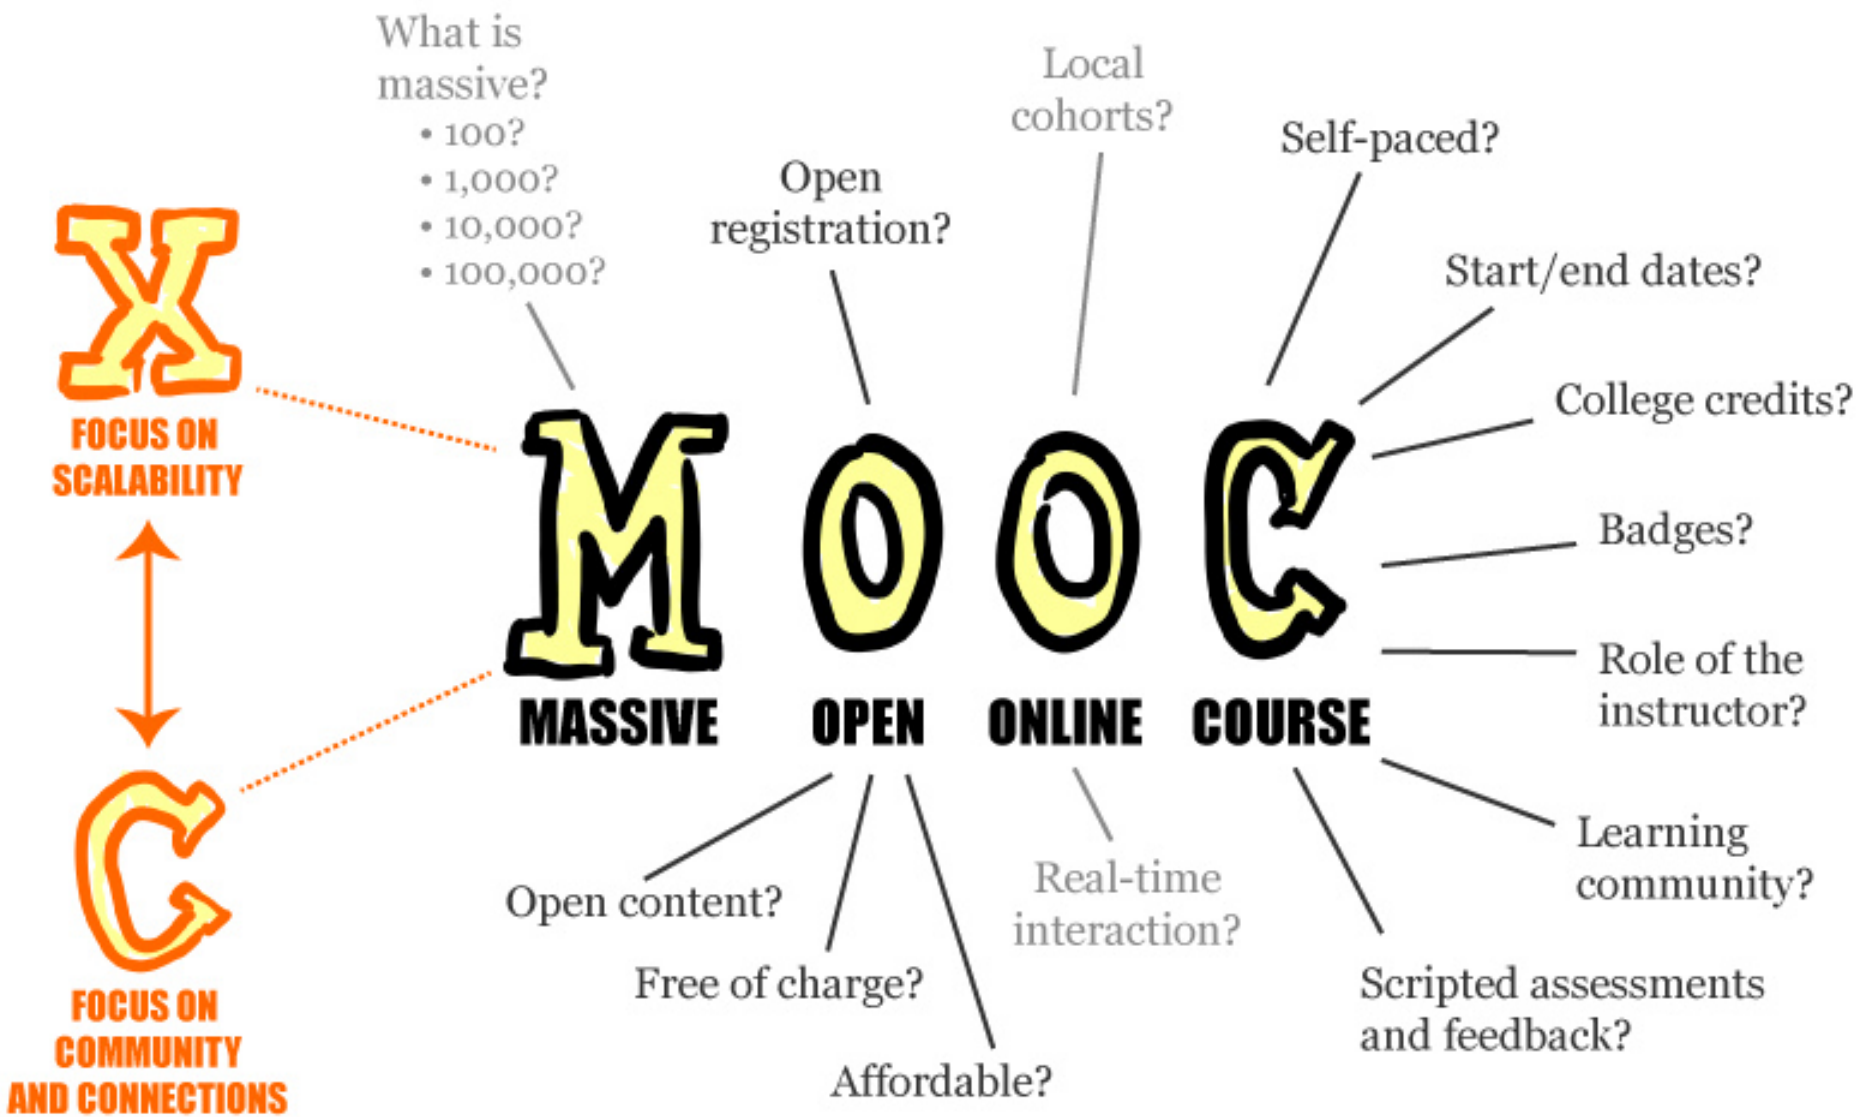 What is
massive?
• 100?
• 1,000?
• 10,000?
• 100,000?
Open
registration?
Local
cohorts?
Self-paced?
Start/end dates?
College credits?
Badges?
Role of the
instructor?
Learning
community?
Scripted assessments
and feedback?
X
FOCUS ON
SCALABILITY
C
FOCUS ON
COMMUNITY
AND CONNECTIONS
M O O C
MASSIVE OPEN ONLINE COURSE
Open content?
Free of charge?
Affordable?
Real-time
interaction?